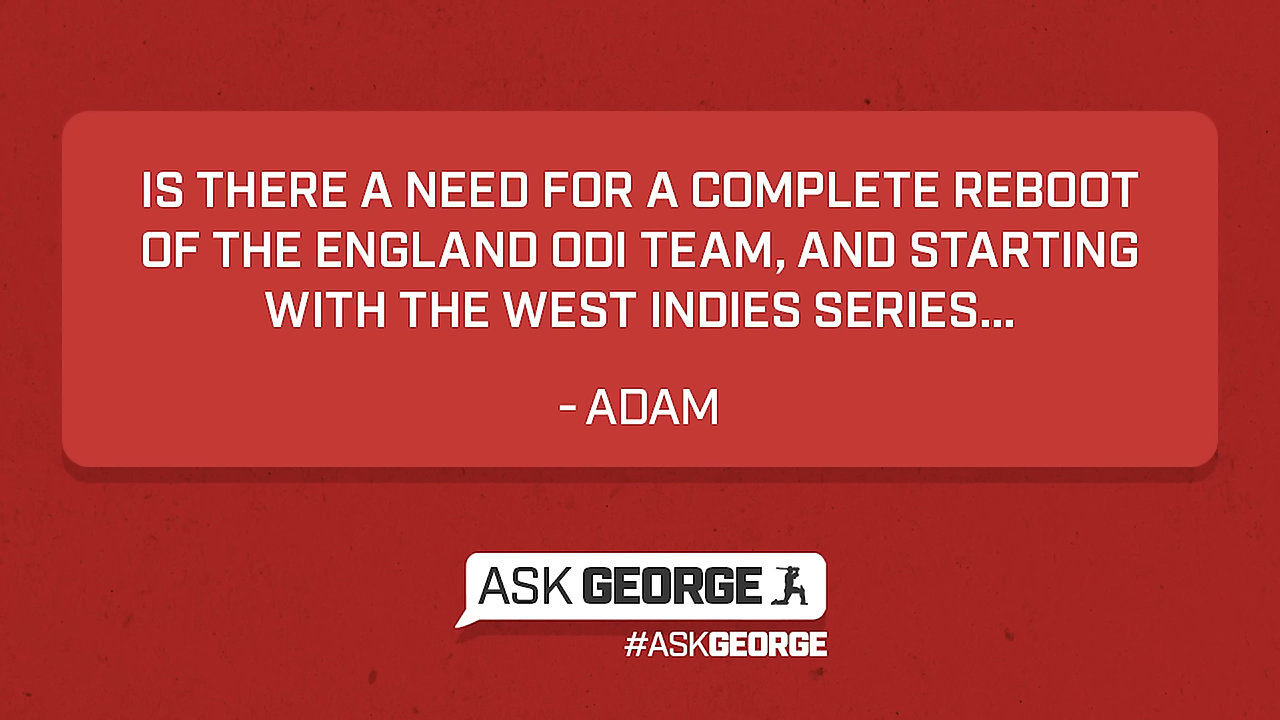 IS THERE A NEED FOR A COMPLETE REBOOT
OF THE ENGLAND ODI TEAM, AND STARTING
WITH THE WEST INDIES SERIES...
- ADAM
ASK GEORGE
#ASKGEORGE